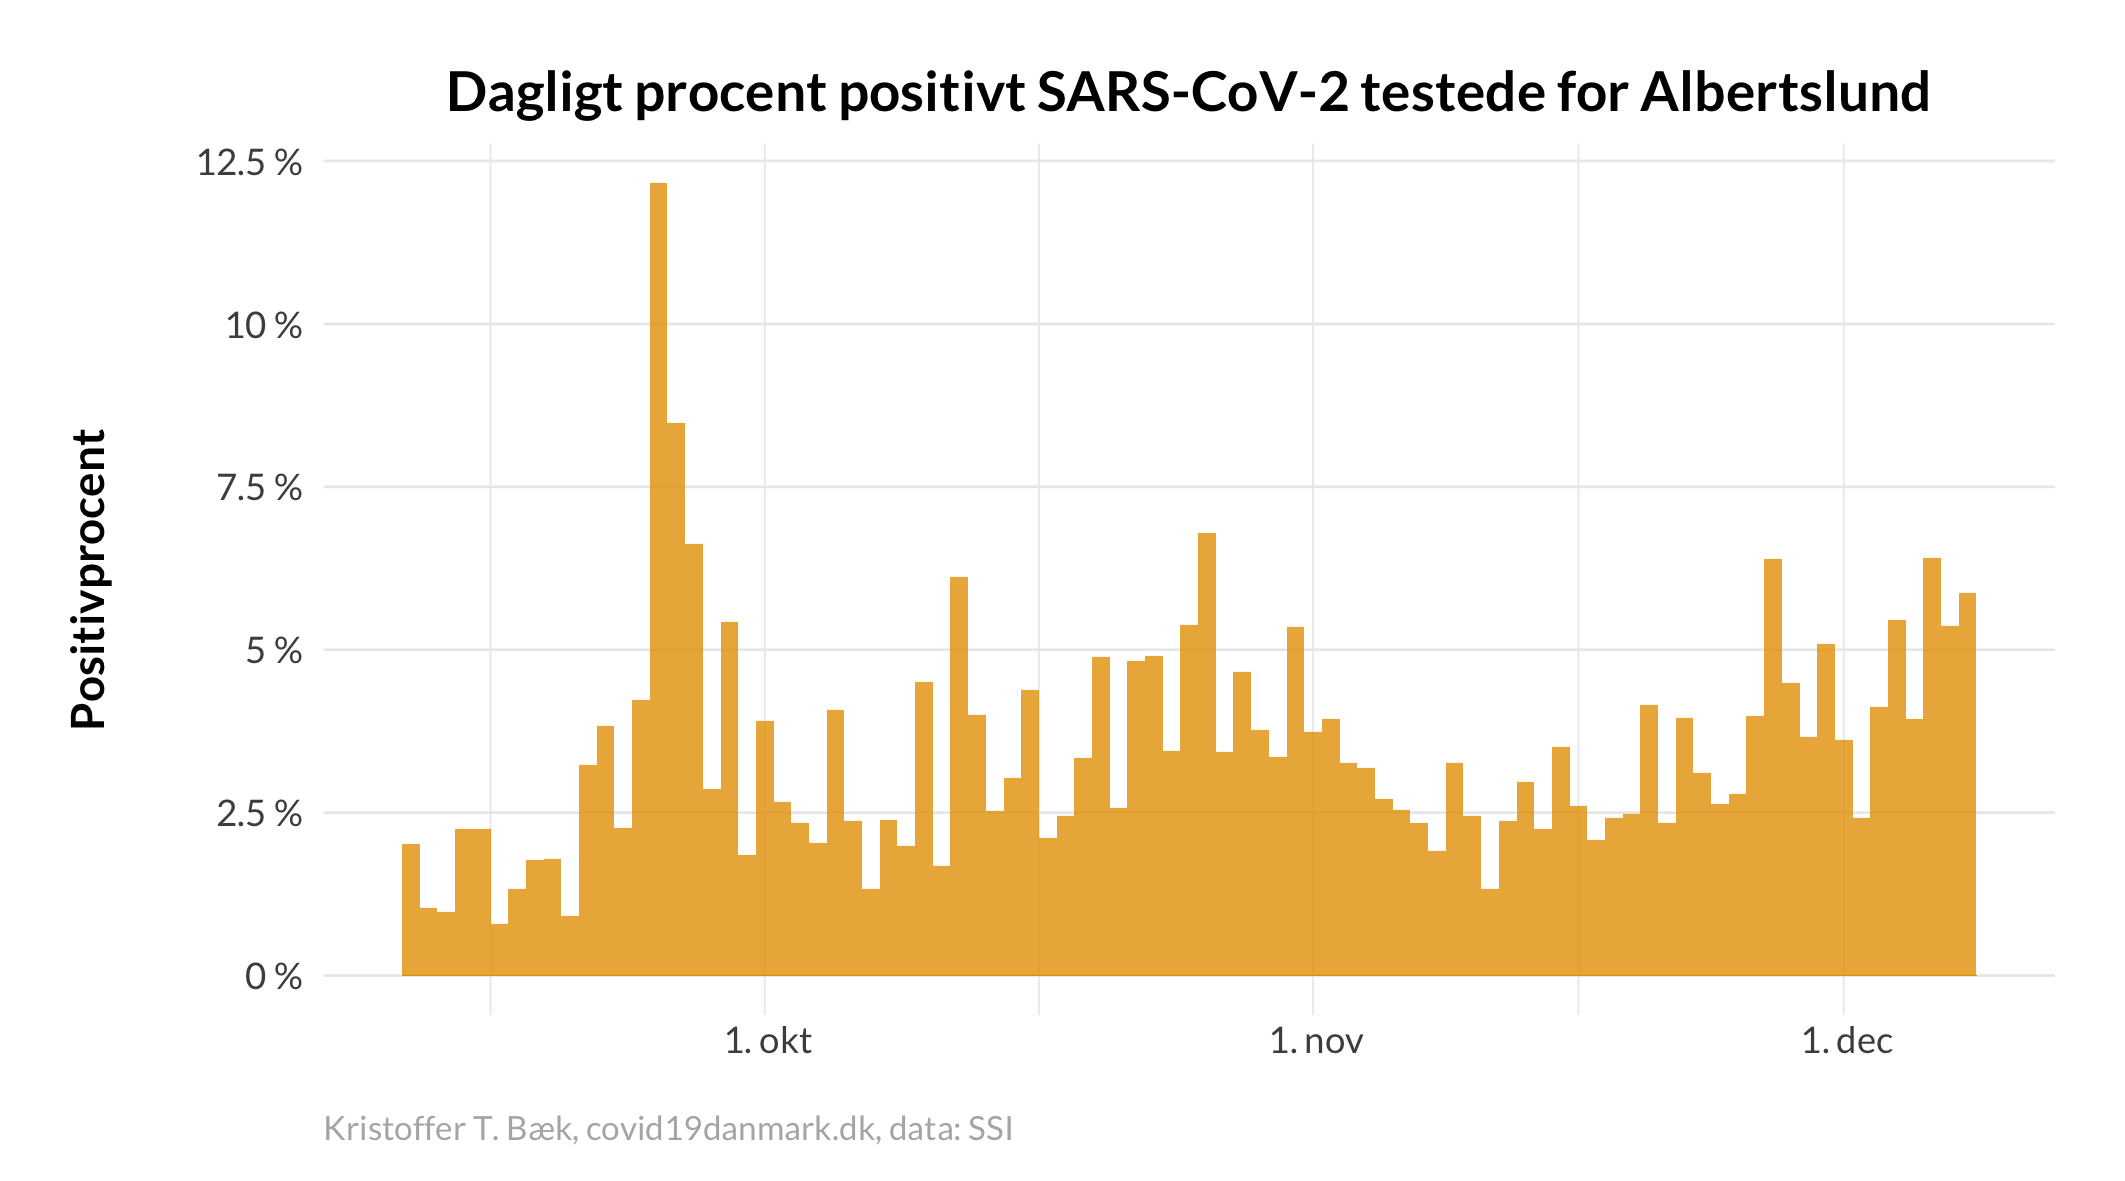 Dagligt procent positivt SARS-CoV-2 testede for Albertslund
Positivprocent
12.5 %
10 %
7.5 %
5 %
2.5 %
0 %
1. okt
1. nov
1. dec
Kristoffer T. Bæk, covid19danmark.dk, data: SSI